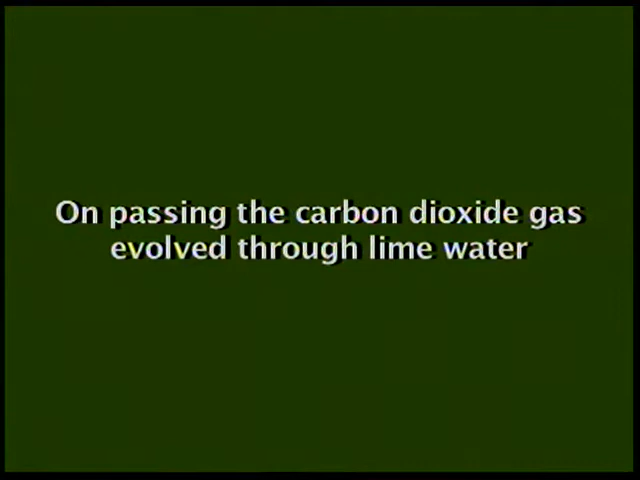 On passing the carbon dioxide gas
evolved through lime water